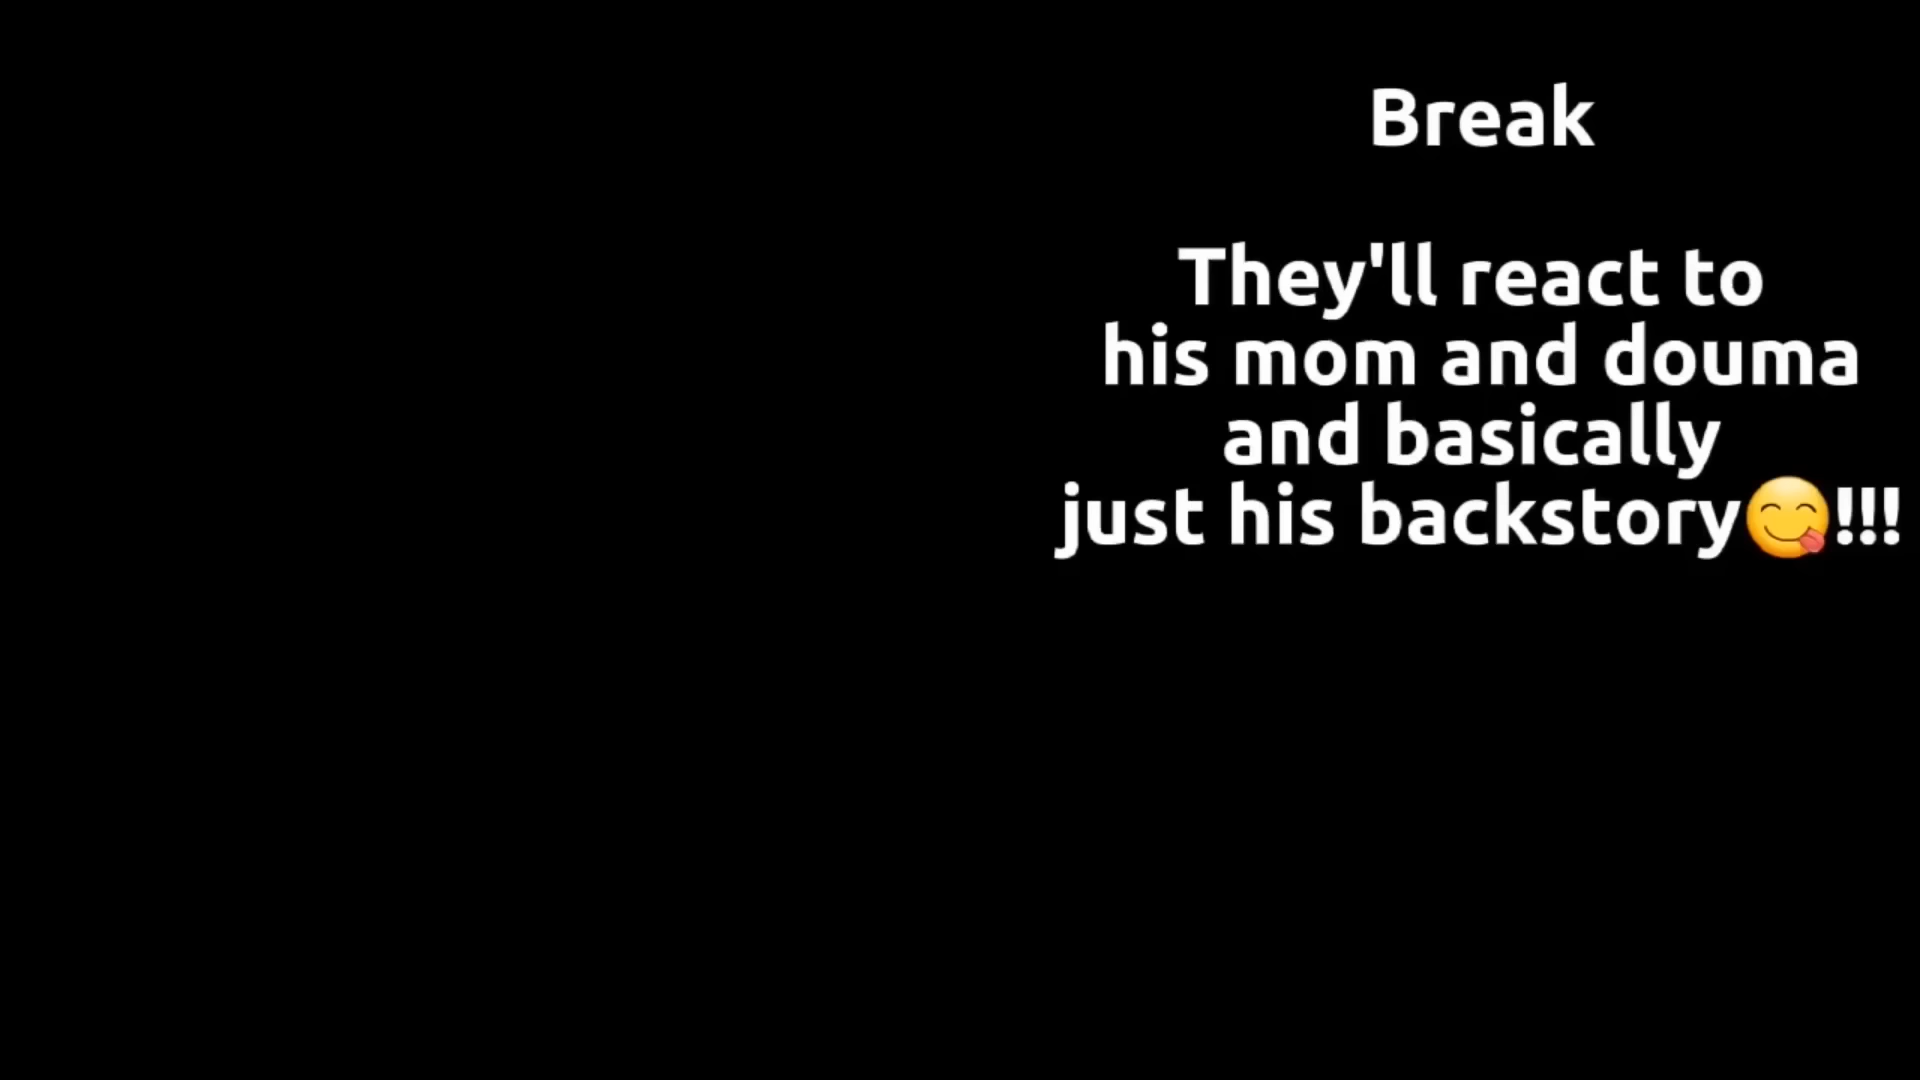 Break
They'll react to
his mom and douma
and basically
just his backstory😋!!!